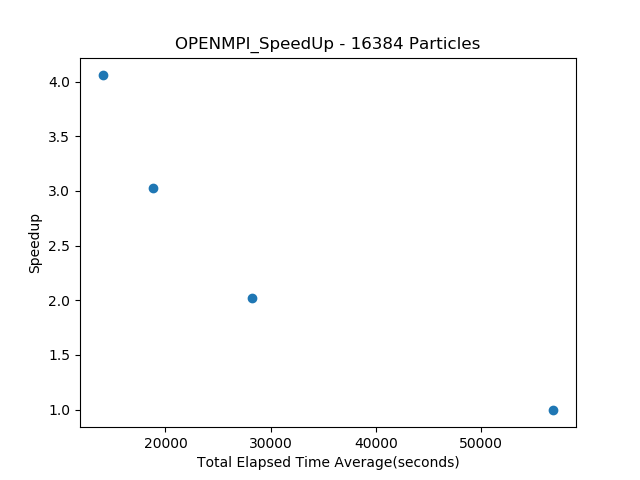 OPENMPI_SpeedUp - 16384 Particles
4.0
3.5
3.0
2.5
2.0
1.5
1.0
Speedup
20000 30000 40000 50000
Total Elapsed Time Average(seconds)